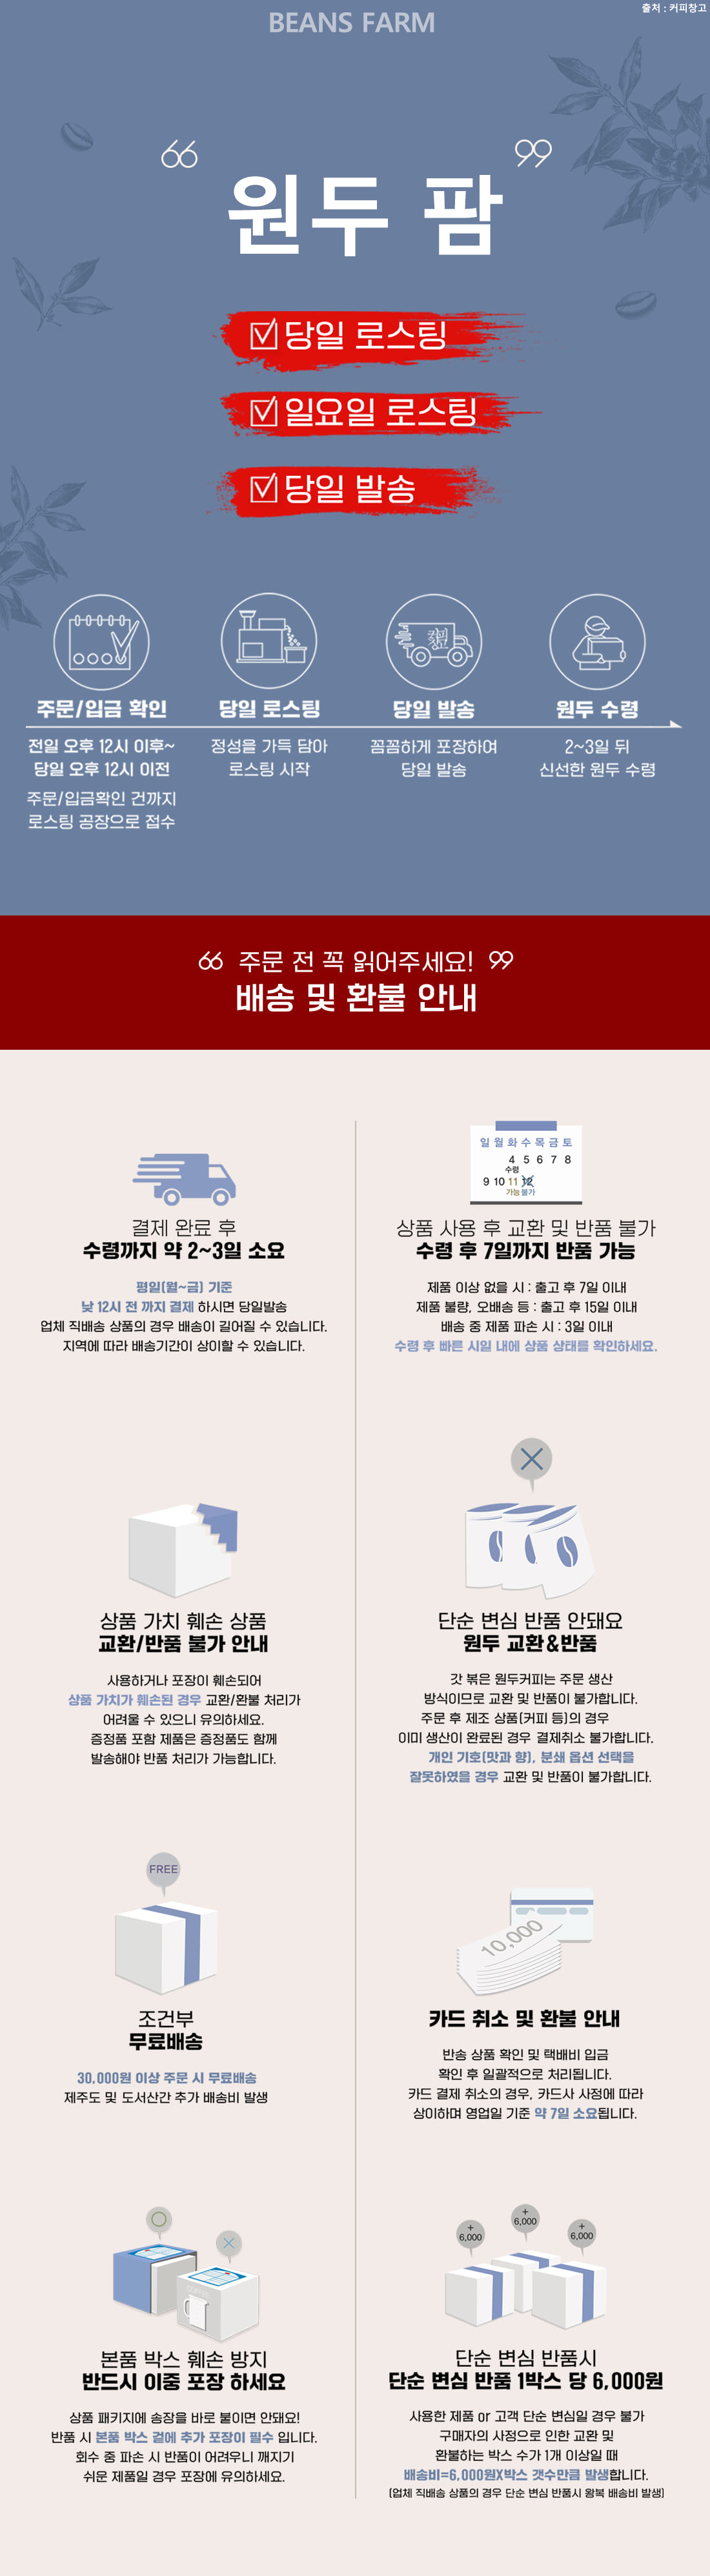 출처 : 커피창고
BEANS FARM
원두 팜
당일 로스팅
일요일 로스팅
당일 발송
주문/입금 확인
전일 오후 12시 이후~
당일 오후 12시 이전
주문/입금확인 건까지
로스팅 공장으로 접수
당일 로스팅
정성을 가득 담아
로스팅 시작
당일 발송
꼼꼼하게 포장하여
당일 발송
원두 수령
2~3일 뒤
신선한 원두 수령
주문 전 꼭 읽어주세요!
배송 및 환불 안내
결제 완료 후
수령까지 약 2~3일 소요
평일(월~금) 기준
낮 12시 전 까지 결제 하시면 당일발송
업체 직배송 상품의 경우 배송이 길어질 수 있습니다.
지역에 따라 배송기간이 상이할 수 있습니다.
일 월 화 수 목 금 토
4 5 6 7 8
수령
9 10 11 12
가능 불가
상품 사용 후 교환 및 반품 불가
수령 후 7일까지 반품 가능
제품 이상 없을 시 : 출고 후 7일 이내
제품 불량, 오배송 등 : 출고 후 15일 이내
배송 중 제품 파손 시 : 3일 이내
수령 후 빠른 시일 내에 상품 상태를 확인하세요.
상품 가치 훼손 상품
교환/반품 불가 안내
사용하거나 포장이 훼손되어
상품 가치가 훼손된 경우 교환/환불 처리가
어려울 수 있으니 유의하세요.
증정품 포함 제품은 증정품도 함께
발송해야 반품 처리가 가능합니다.
단순 변심 반품 안돼요
원두 교환&반품
갓 볶은 원두커피는 주문 생산
방식이므로 교환 및 반품이 불가합니다.
주문 후 제조 상품(커피 등)의 경우
이미 생산이 완료된 경우 결제취소 불가합니다.
개인 기호(맛과 향), 분쇄 옵션 선택을
잘못하였을 경우 교환 및 반품이 불가합니다.
FREE
조건부
무료배송
30,000원 이상 주문 시 무료배송
제주도 및 도서산간 추가 배송비 발생
10,000
카드 취소 및 환불 안내
반송 상품 확인 및 택배비 입금
확인 후 일괄적으로 처리됩니다.
카드 결제 취소의 경우, 카드사 사정에 따라
상이하며 영업일 기준 약 7일 소요됩니다.
본품 박스 훼손 방지
반드시 이중 포장 하세요
상품 패키지에 송장을 바로 붙이면 안돼요!
반품 시 본품 박스 겉에 추가 포장이 필수 입니다.
회수 중 파손 시 반품이 어려우니 깨지기
쉬운 제품일 경우 포장에 유의하세요.
+
6,000
+
6,000
+
6,000
단순 변심 반품시
단순 변심 반품 1박스 당 6,000원
사용한 제품 or 고객 단순 변심일 경우 불가
구매자의 사정으로 인한 교환 및
환불하는 박스 수가 1개 이상일 때
배송비=6,000원X박스 갯수만큼 발생합니다.
(업체 직배송 상품의 경우 단순 변심 반품시 왕복 배송비 발생)